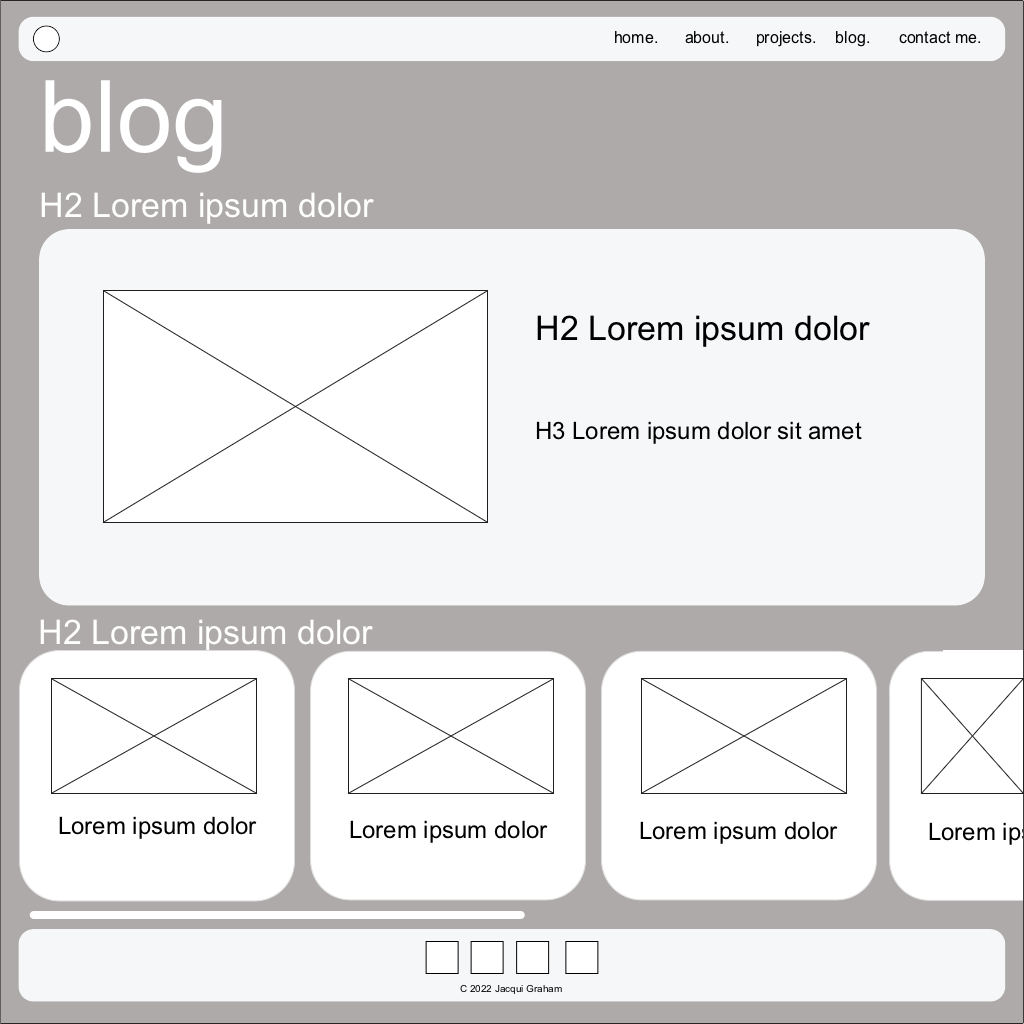 home. about. projects. blog. contact me.
blog
H2 Lorem ipsum dolor
H2 Lorem ipsum dolor
H3 Lorem ipsum dolor sit amet
H2 Lorem ipsum dolor
Lorem ipsum dolor
Lorem ipsum dolor
Lorem ipsum dolor
Lorem
C 2022 Jacqui Graham